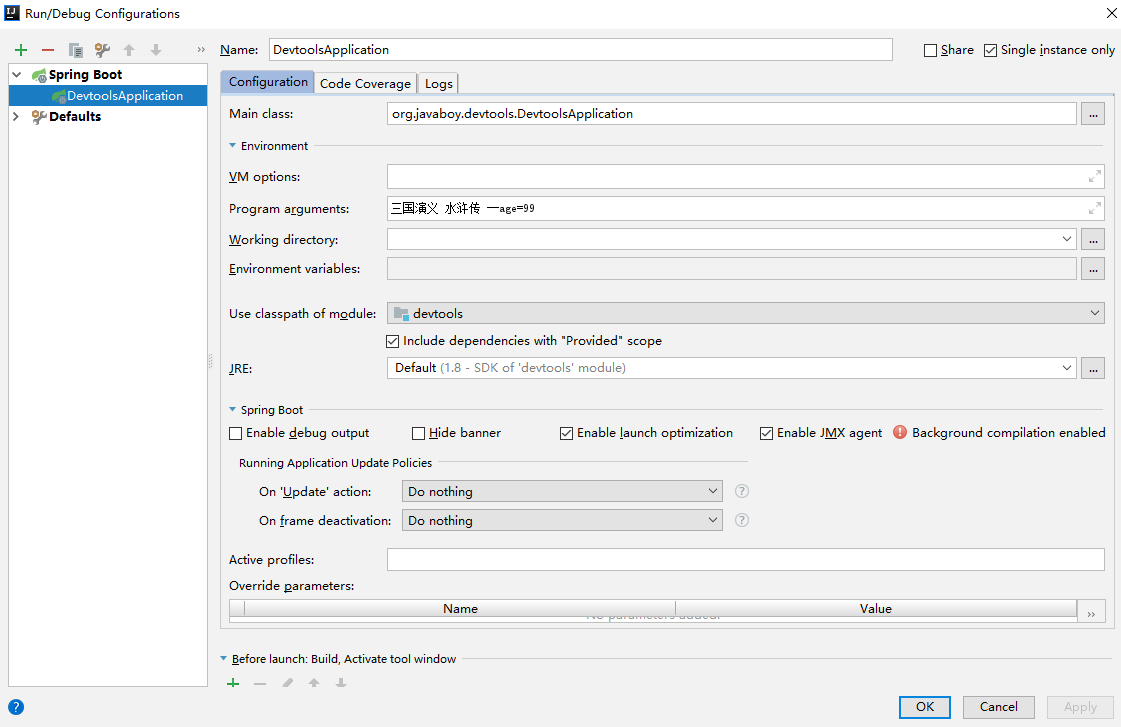 Run/Debug Configurations
Name: DevtoolsApplication Share Single instance only
Spring Boot
DevtoolsApplication
Defaults
Configuration Code Coverage Logs
Main class: org.javaboy.devtools.DevtoolsApplication ...
Environment
VM options:
Program arguments: 三国演义 水浒传 --age=99
Working directory: ...
Environment variables: ...
Use classpath of module: devtools
Include dependencies with "Provided" scope
JRE: Default (1.8 - SDK of 'devtools' module) ...
Spring Boot
Enable debug output Hide banner Enable launch optimization Enable JMX agent Background compilation enabled
Running Application Update Policies
On 'Update' action: Do nothing ?
On frame deactivation: Do nothing ?
Active profiles:
Override parameters:
Name Value
No parameters added.
Before launch: Build, Activate tool window
? OK Cancel Apply